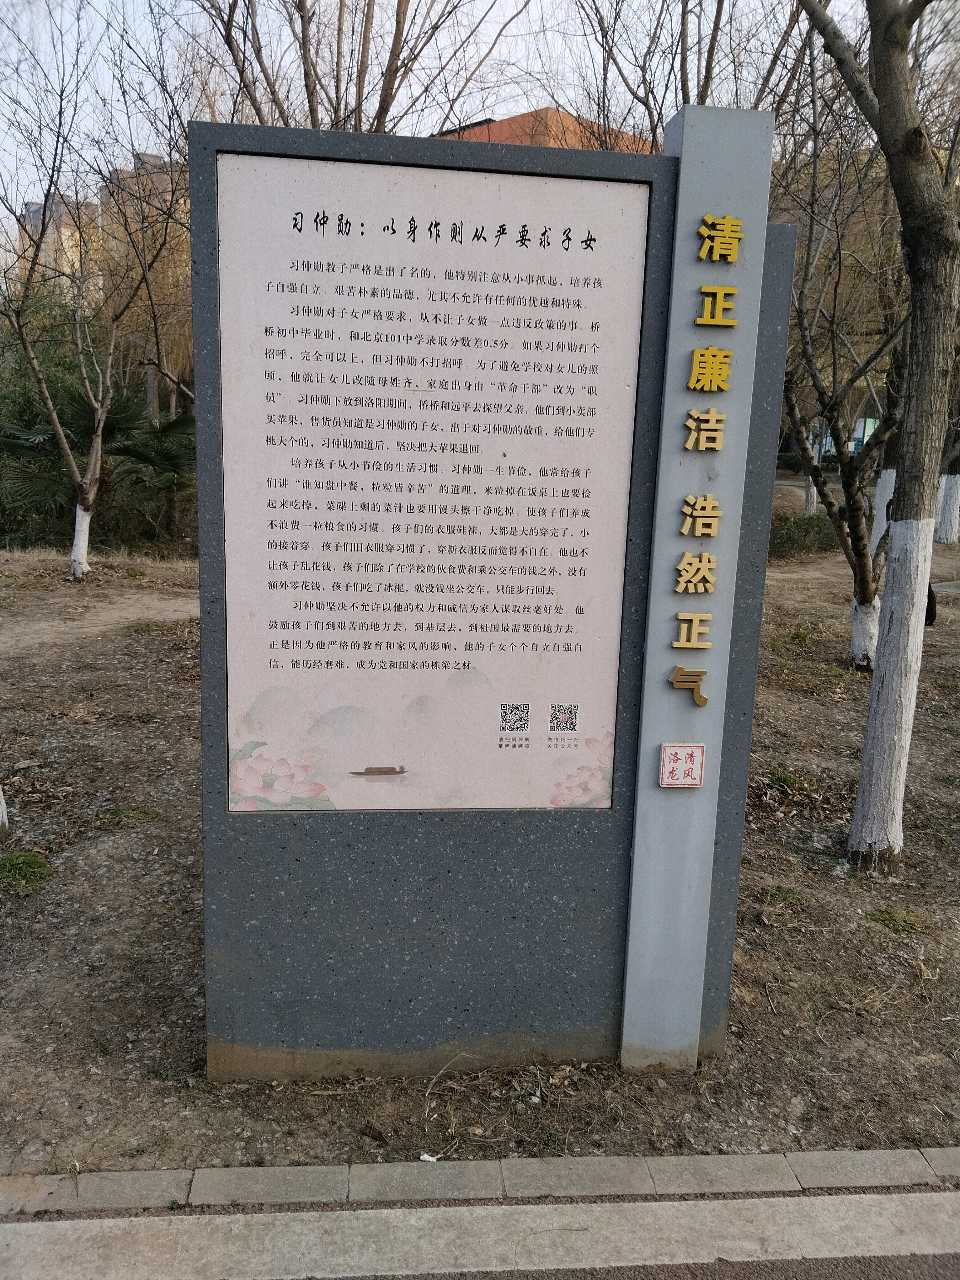 习仲勋：以身作则从严要求子女
习仲勋教子严格是出了名的，他特别注意从小事抓起，培养孩
子自强自立、艰苦朴素的品德，尤其不允许有任何的优越和特殊。
习仲勋对子女严格要求，从不让子女做一点违反政策的事。桥
桥初中毕业时，和北京101中学录取分数差0.5分。如果习仲勋打个
招呼，完全可以上，但习仲勋不打招呼。为了避免学校对女儿的照
顾，他就让女儿改随母姓齐，家庭出身由“革命干部”改为“职
员”。习仲勋下放到洛阳期间，桥桥和远平去探望父亲，他们到小卖部
买苹果，售货员知道是习仲勋的子女，出于对习仲勋的敬重，给他们专
挑大个的，习仲勋知道后，坚决把大苹果退回。
培养孩子从小节俭的生活习惯。习仲勋一生节俭，他常给孩子
们讲“谁知盘中餐，粒粒皆辛苦”的道理，米粒掉在饭桌上也要捡
起来吃掉，菜碟上剩的菜汁也要用馒头擦干净吃掉，使孩子们养成
不浪费一粒粮食的习惯。孩子们的衣服鞋袜，大都是大的穿完了，小
的接着穿。孩子们旧衣服穿习惯了，穿新衣服反而觉得不自在。他也不
让孩子乱花钱，孩子们除了在学校的伙食费和乘公交车的钱之外，没有
额外零花钱，孩子们吃了冰棍，就没钱坐公交车，只能步行回去。
习仲勋坚决不允许以他的权力和威信为家人谋取丝毫好处。他
鼓励孩子们到艰苦的地方去，到基层去，到祖国最需要的地方去。
正是因为他严格的教育和家风的影响，他的子女个个自立自强自
信，能历经磨难，成为党和国家的栋梁之材。
清正廉洁 浩然正气
清风
洛龙